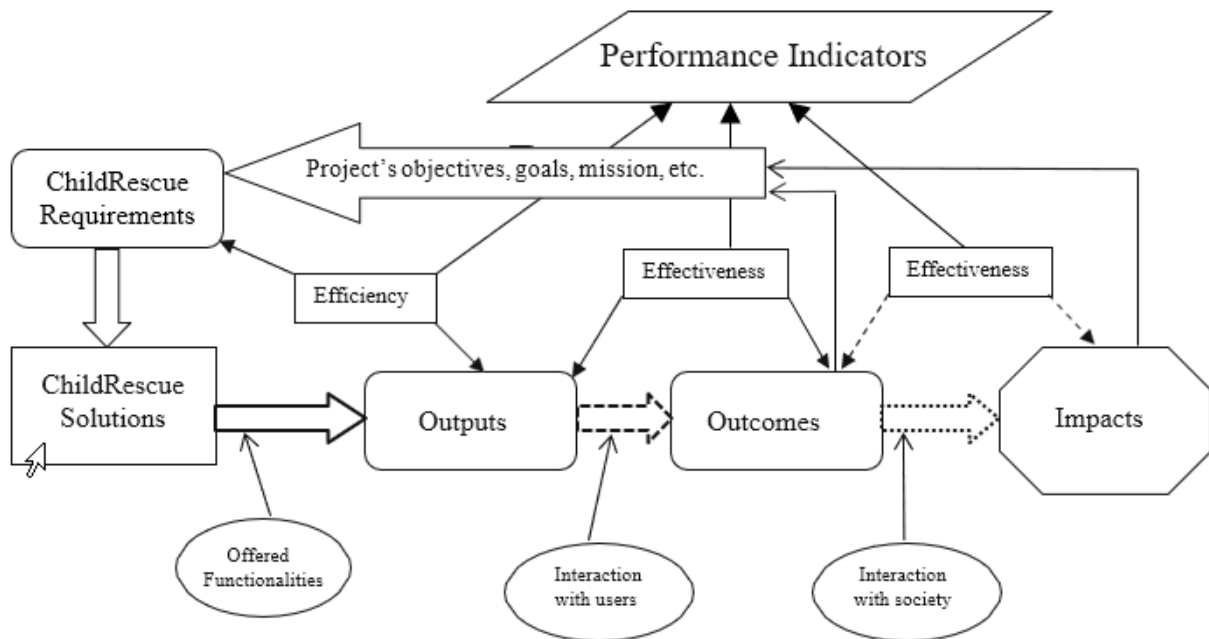 Performance Indicators
Project’s objectives, goals, mission, etc.
ChildRescue
Requirements
Efficiency
Effectiveness
Effectiveness
ChildRescue
Solutions
Outputs
Outcomes
Impacts
Offered
Functionalities
Interaction
with users
Interaction
with society